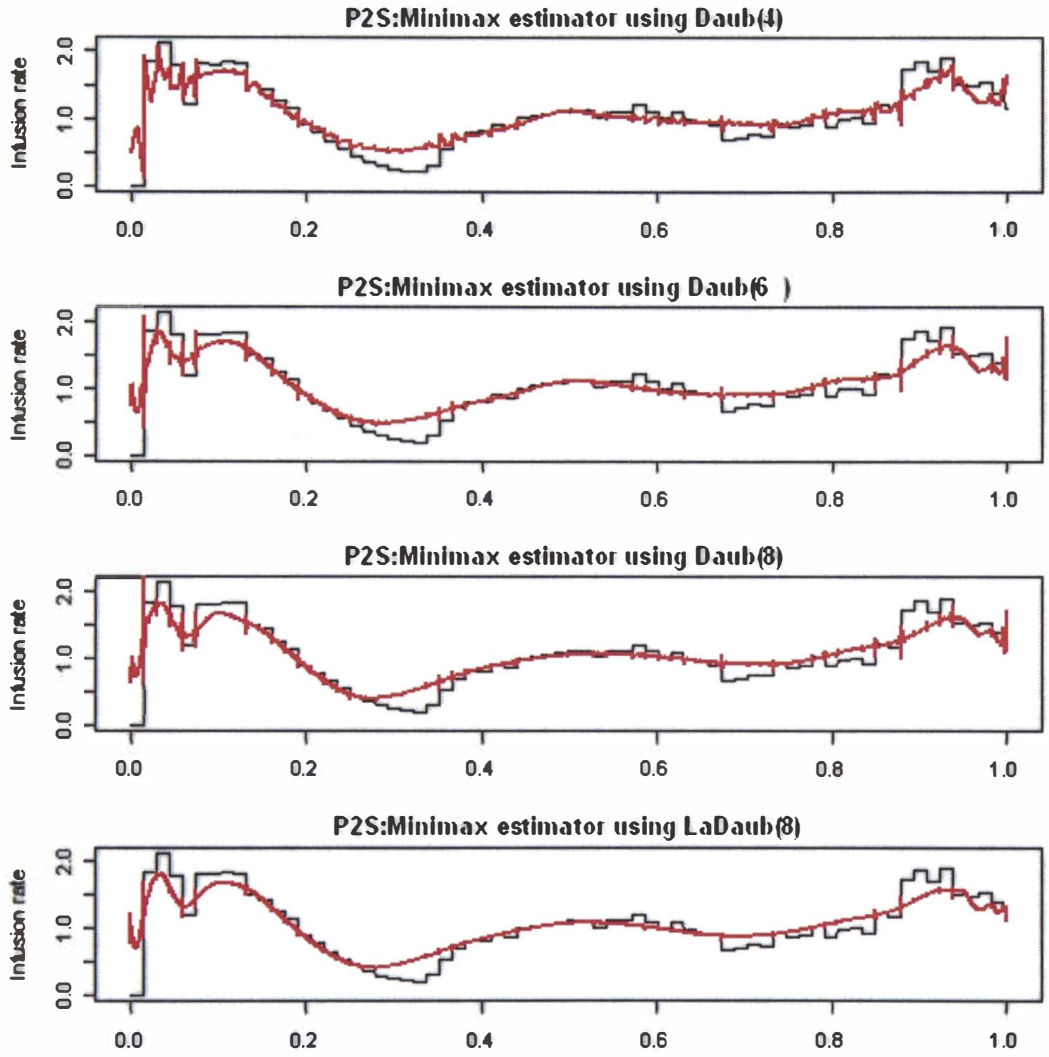 P2S:Minimax estimator using Daub(4)
Infusion rate
2.0
1.0
0.0
0.0 0.2 0.4 0.6 0.8 1.0
P2S:Minimax estimator using Daub(6 )
Infusion rate
2.0
1.0
0.0
0.0 0.2 0.4 0.6 0.8 1.0
P2S:Minimax estimator using Daub(8)
Infusion rate
2.0
1.0
0.0
0.0 0.2 0.4 0.6 0.8 1.0
P2S:Minimax estimator using LaDaub(8)
Infusion rate
2.0
1.0
0.0
0.0 0.2 0.4 0.6 0.8 1.0